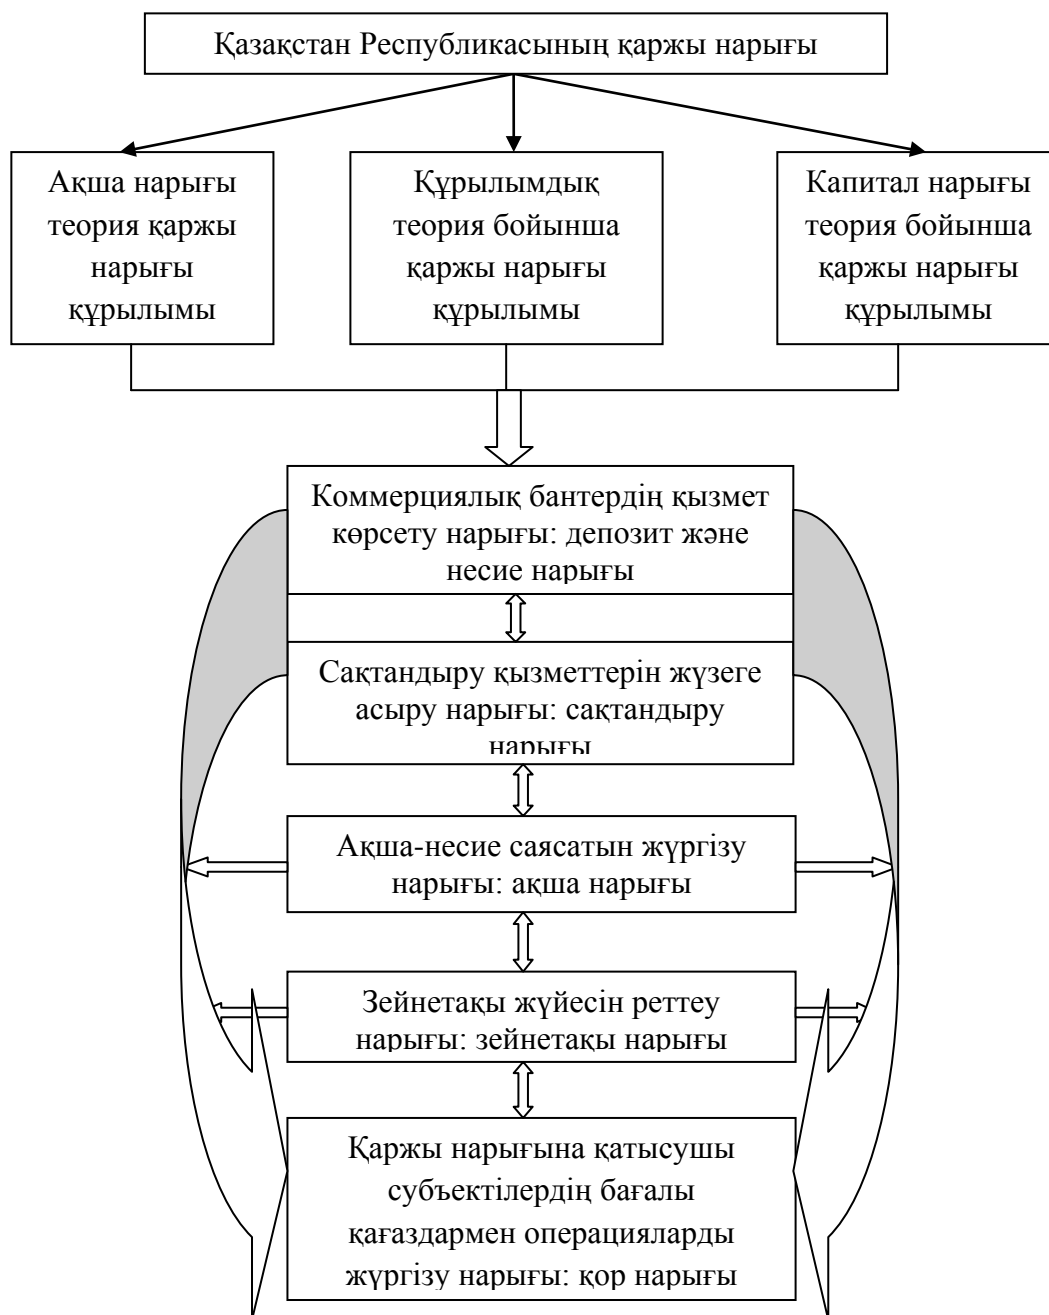 Қазақстан Республикасының қаржы нарығы
Ақша нарығы
теория қаржы
нарығы
құрылымы
Құрылымдық
теория бойынша
қаржы нарығы
құрылымы
Капитал нарығы
теория бойынша
қаржы нарығы
құрылымы
Коммерциялық бантердің қызмет
көрсету нарығы: депозит және
несие нарығы
Сақтандыру қызметтерін жүзеге
асыру нарығы: сақтандыру
нарығы
Ақша-несие саясатын жүргізу
нарығы: ақша нарығы
Зейнетақы жүйесін реттеу
нарығы: зейнетақы нарығы
Қаржы нарығына қатысушы
субъектілердің бағалы
қағаздармен операцияларды
жүргізу нарығы: қор нарығы